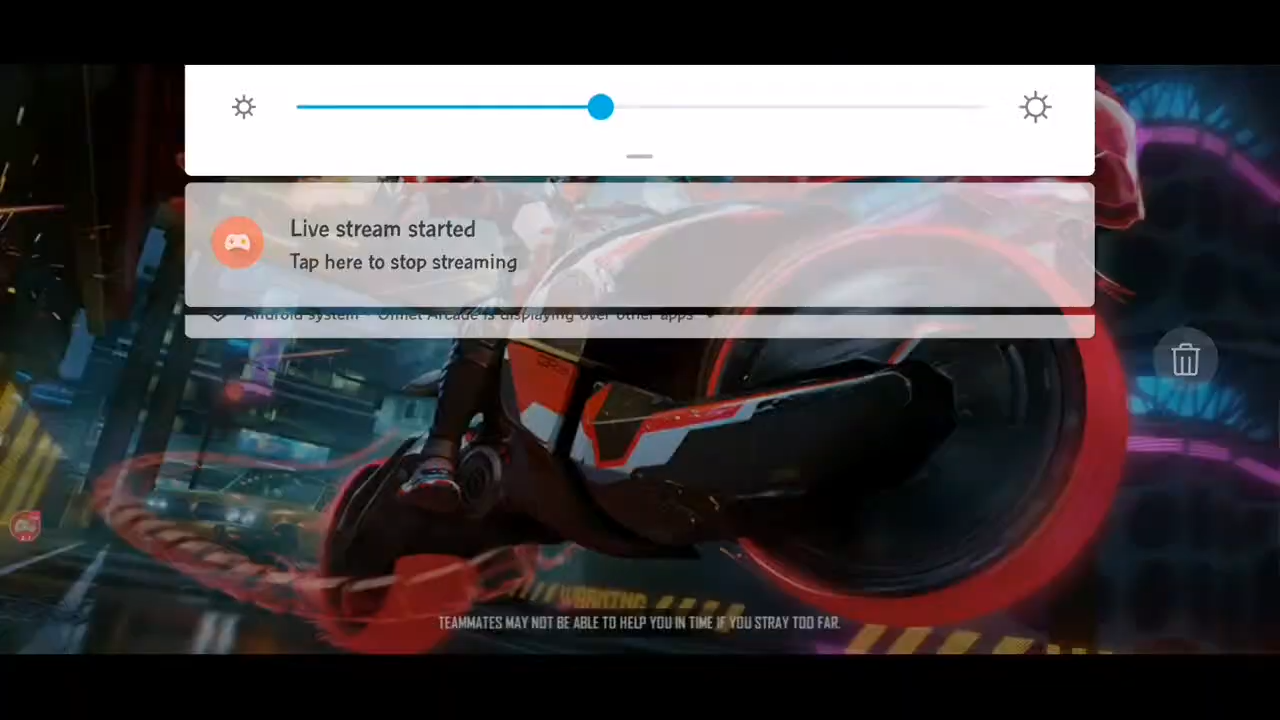 Live stream started
Tap here to stop streaming
Android system • Omlet Arcade is displaying over other apps
WARNING
TEAMMATES MAY NOT BE ABLE TO HELP YOU IN TIME IF YOU STRAY TOO FAR.